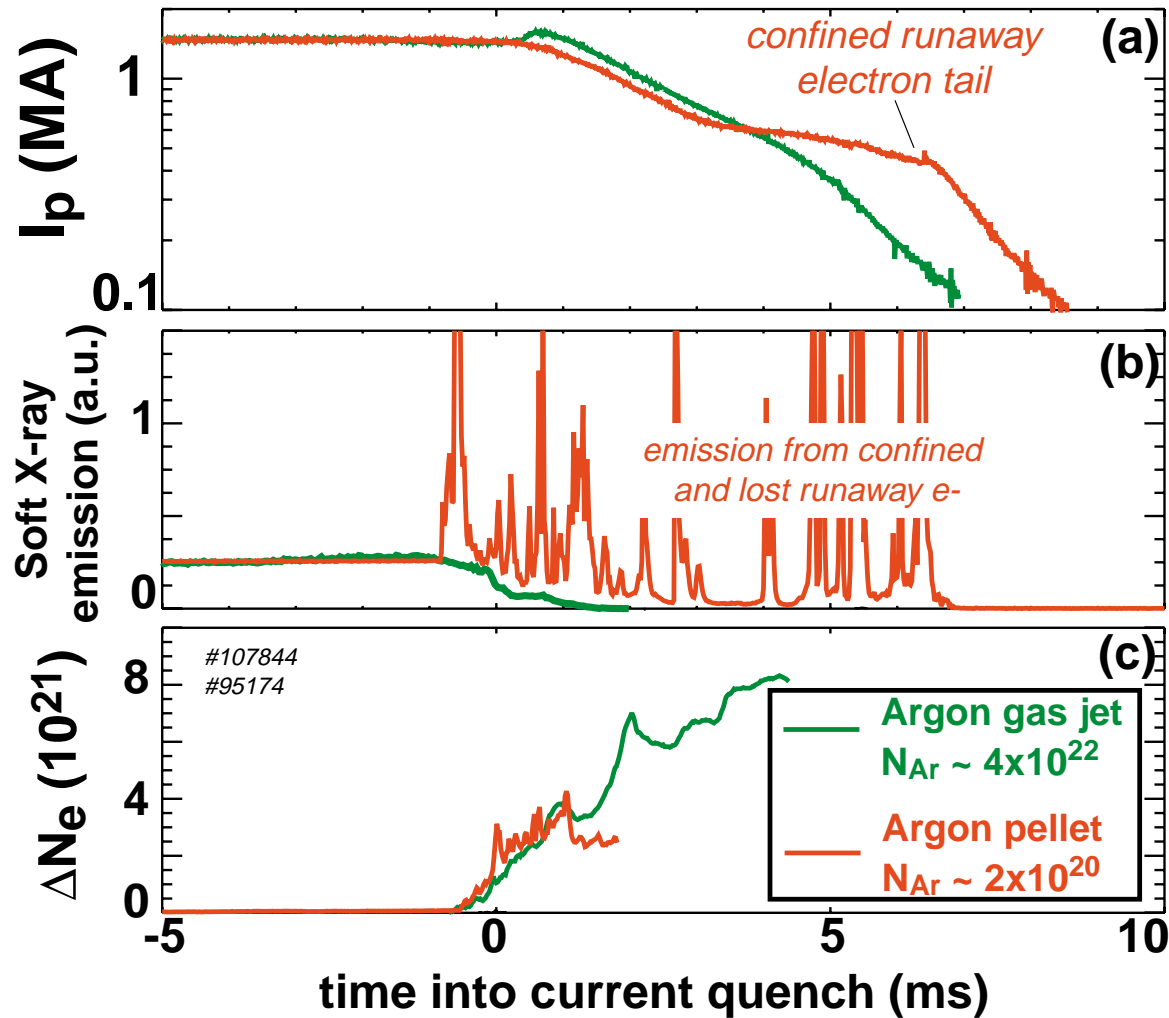 (a)
confined runaway
electron tail
1
0.1
Ip (MA)
(b)
1
0
Soft X-ray
emission (a.u.)
emission from confined
and lost runaway e-
(c)
#107844
#95174
8
4
0
ΔNe (10²¹)
Argon gas jet
NAr ~ 4x10²²
Argon pellet
NAr ~ 2x10²⁰
-5 0 5 10
time into current quench (ms)